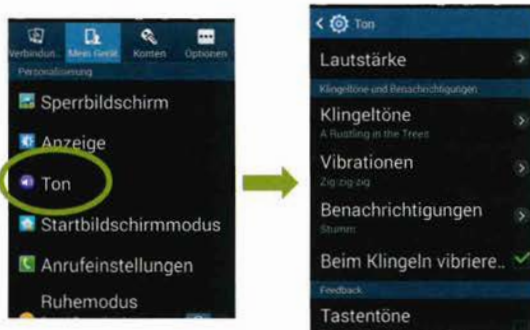 Verbindun..
Mein Gerät
Konten
Optionen
Personalisierung
Sperrbildschirm
Anzeige
Ton
Startbildschirmmodus
Anrufeinstellungen
Ruhemodus
Ton
Lautstärke
Klingeltöne und Benachrichtigungen
Klingeltöne
A Rustling in the Trees
Vibrationen
Zig-zig-zig
Benachrichtigungen
Stumm
Beim Klingeln vibriere..
Feedback
Tastentöne